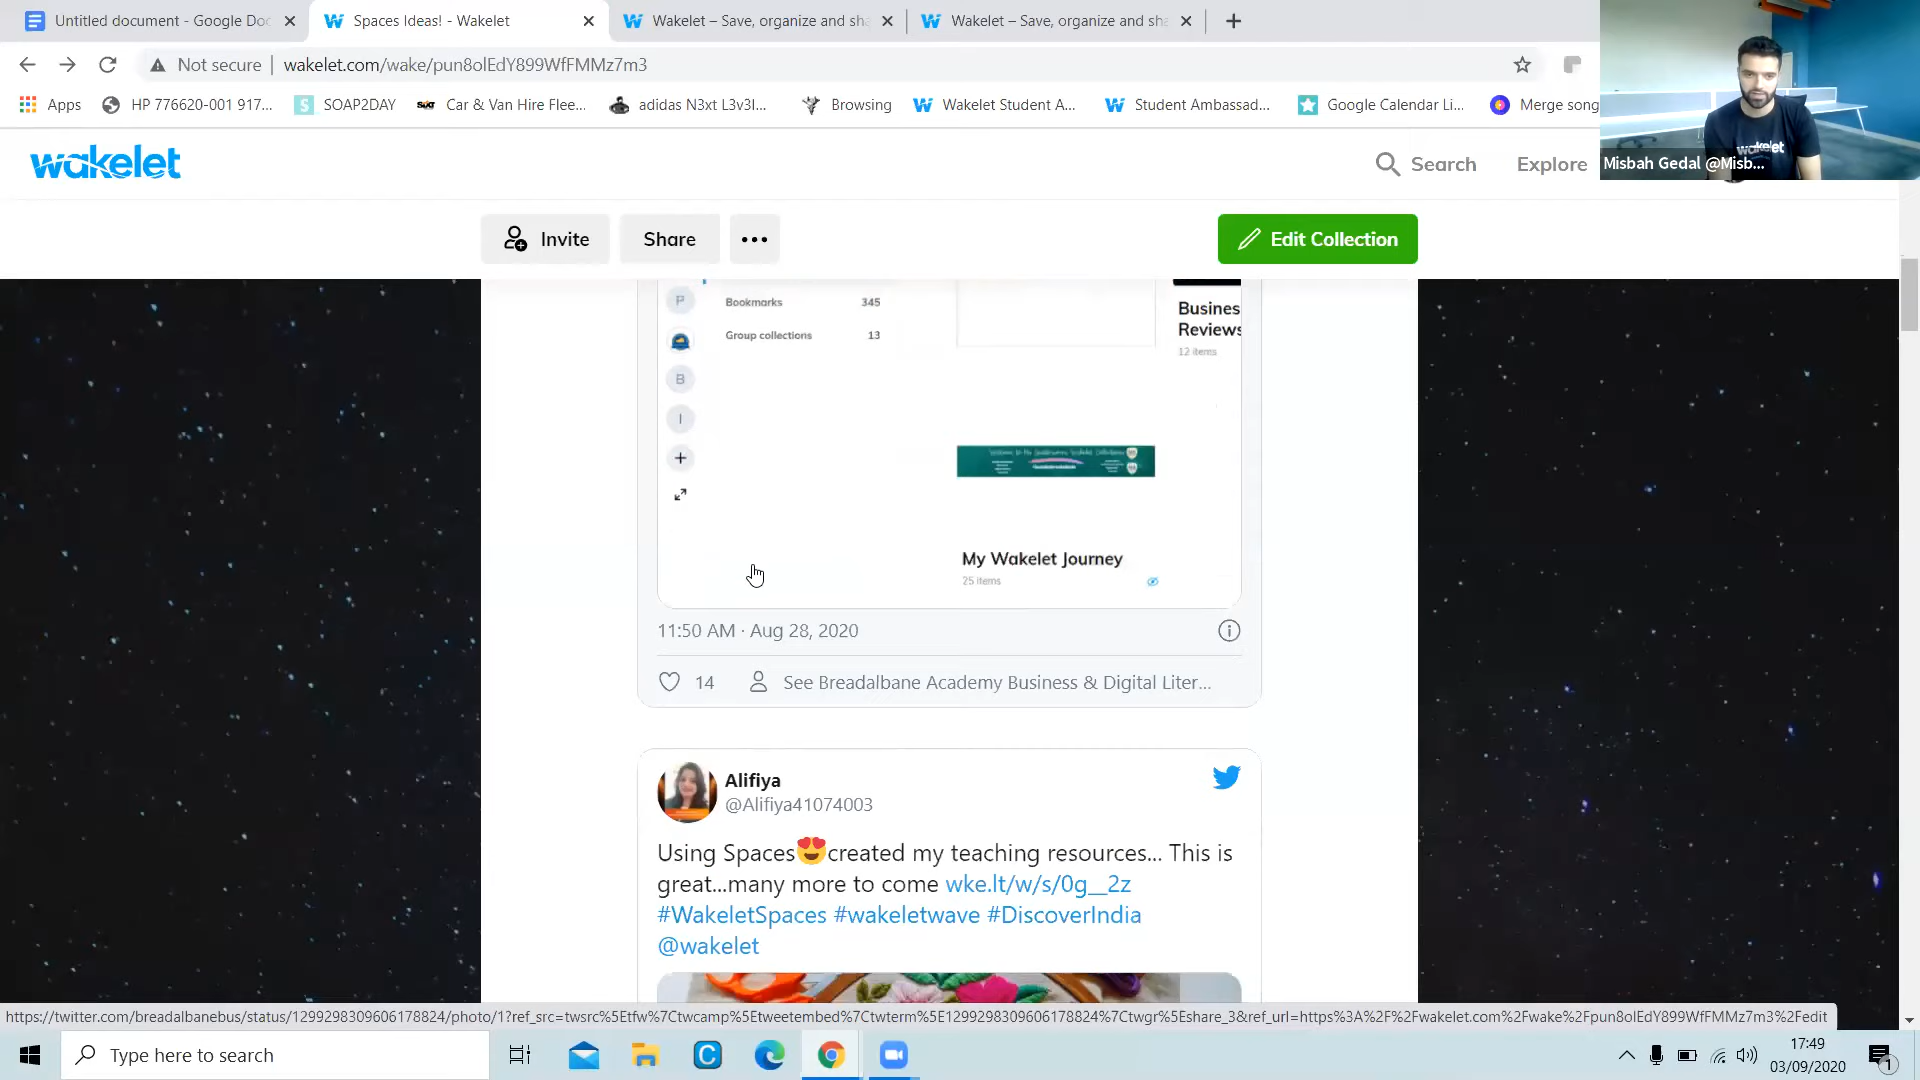 Untitled document - Google Doc
Spaces Ideas! - Wakelet
Wakelet – Save, organize and sha
Wakelet – Save, organize and sha
Not secure
wakelet.com/wake/pun8olEdY899WfFMMz7m3
Apps
HP 776620-001 917...
SOAP2DAY
Car & Van Hire Flee...
adidas N3xt L3v3l...
Browsing
Wakelet Student A...
Student Ambassad...
Google Calendar Li...
Merge song
wakelet
Search
Explore
wakelet
Misbah Gedal @Misb...
Invite
Share
Edit Collection
P
Bookmarks 345
Group collections 13
B
I
Busines
Reviews
12 items
My Wakelet Journey
25 items
11:50 AM · Aug 28, 2020
14
See Breadalbane Academy Business & Digital Liter...
Alifiya
@Alifiya41074003
Using Spaces😍created my teaching resources... This is
great...many more to come wke.lt/w/s/0g__2z
#WakeletSpaces #wakeletwave #DiscoverIndia
@wakelet
https://twitter.com/breadalbanebus/status/1299298309606178824/photo/1?ref_src=twsrc%5Etfw%7Ctwcamp%5Etweetembed%7Ctwterm%5E1299298309606178824%7Ctwgr%5Eshare_3&ref_url=https%3A%2F%2Fwakelet.com%2Fwake%2Fpun8olEdY899WfFMMz7m3%2Fedit
Type here to search
17:49
03/09/2020
1